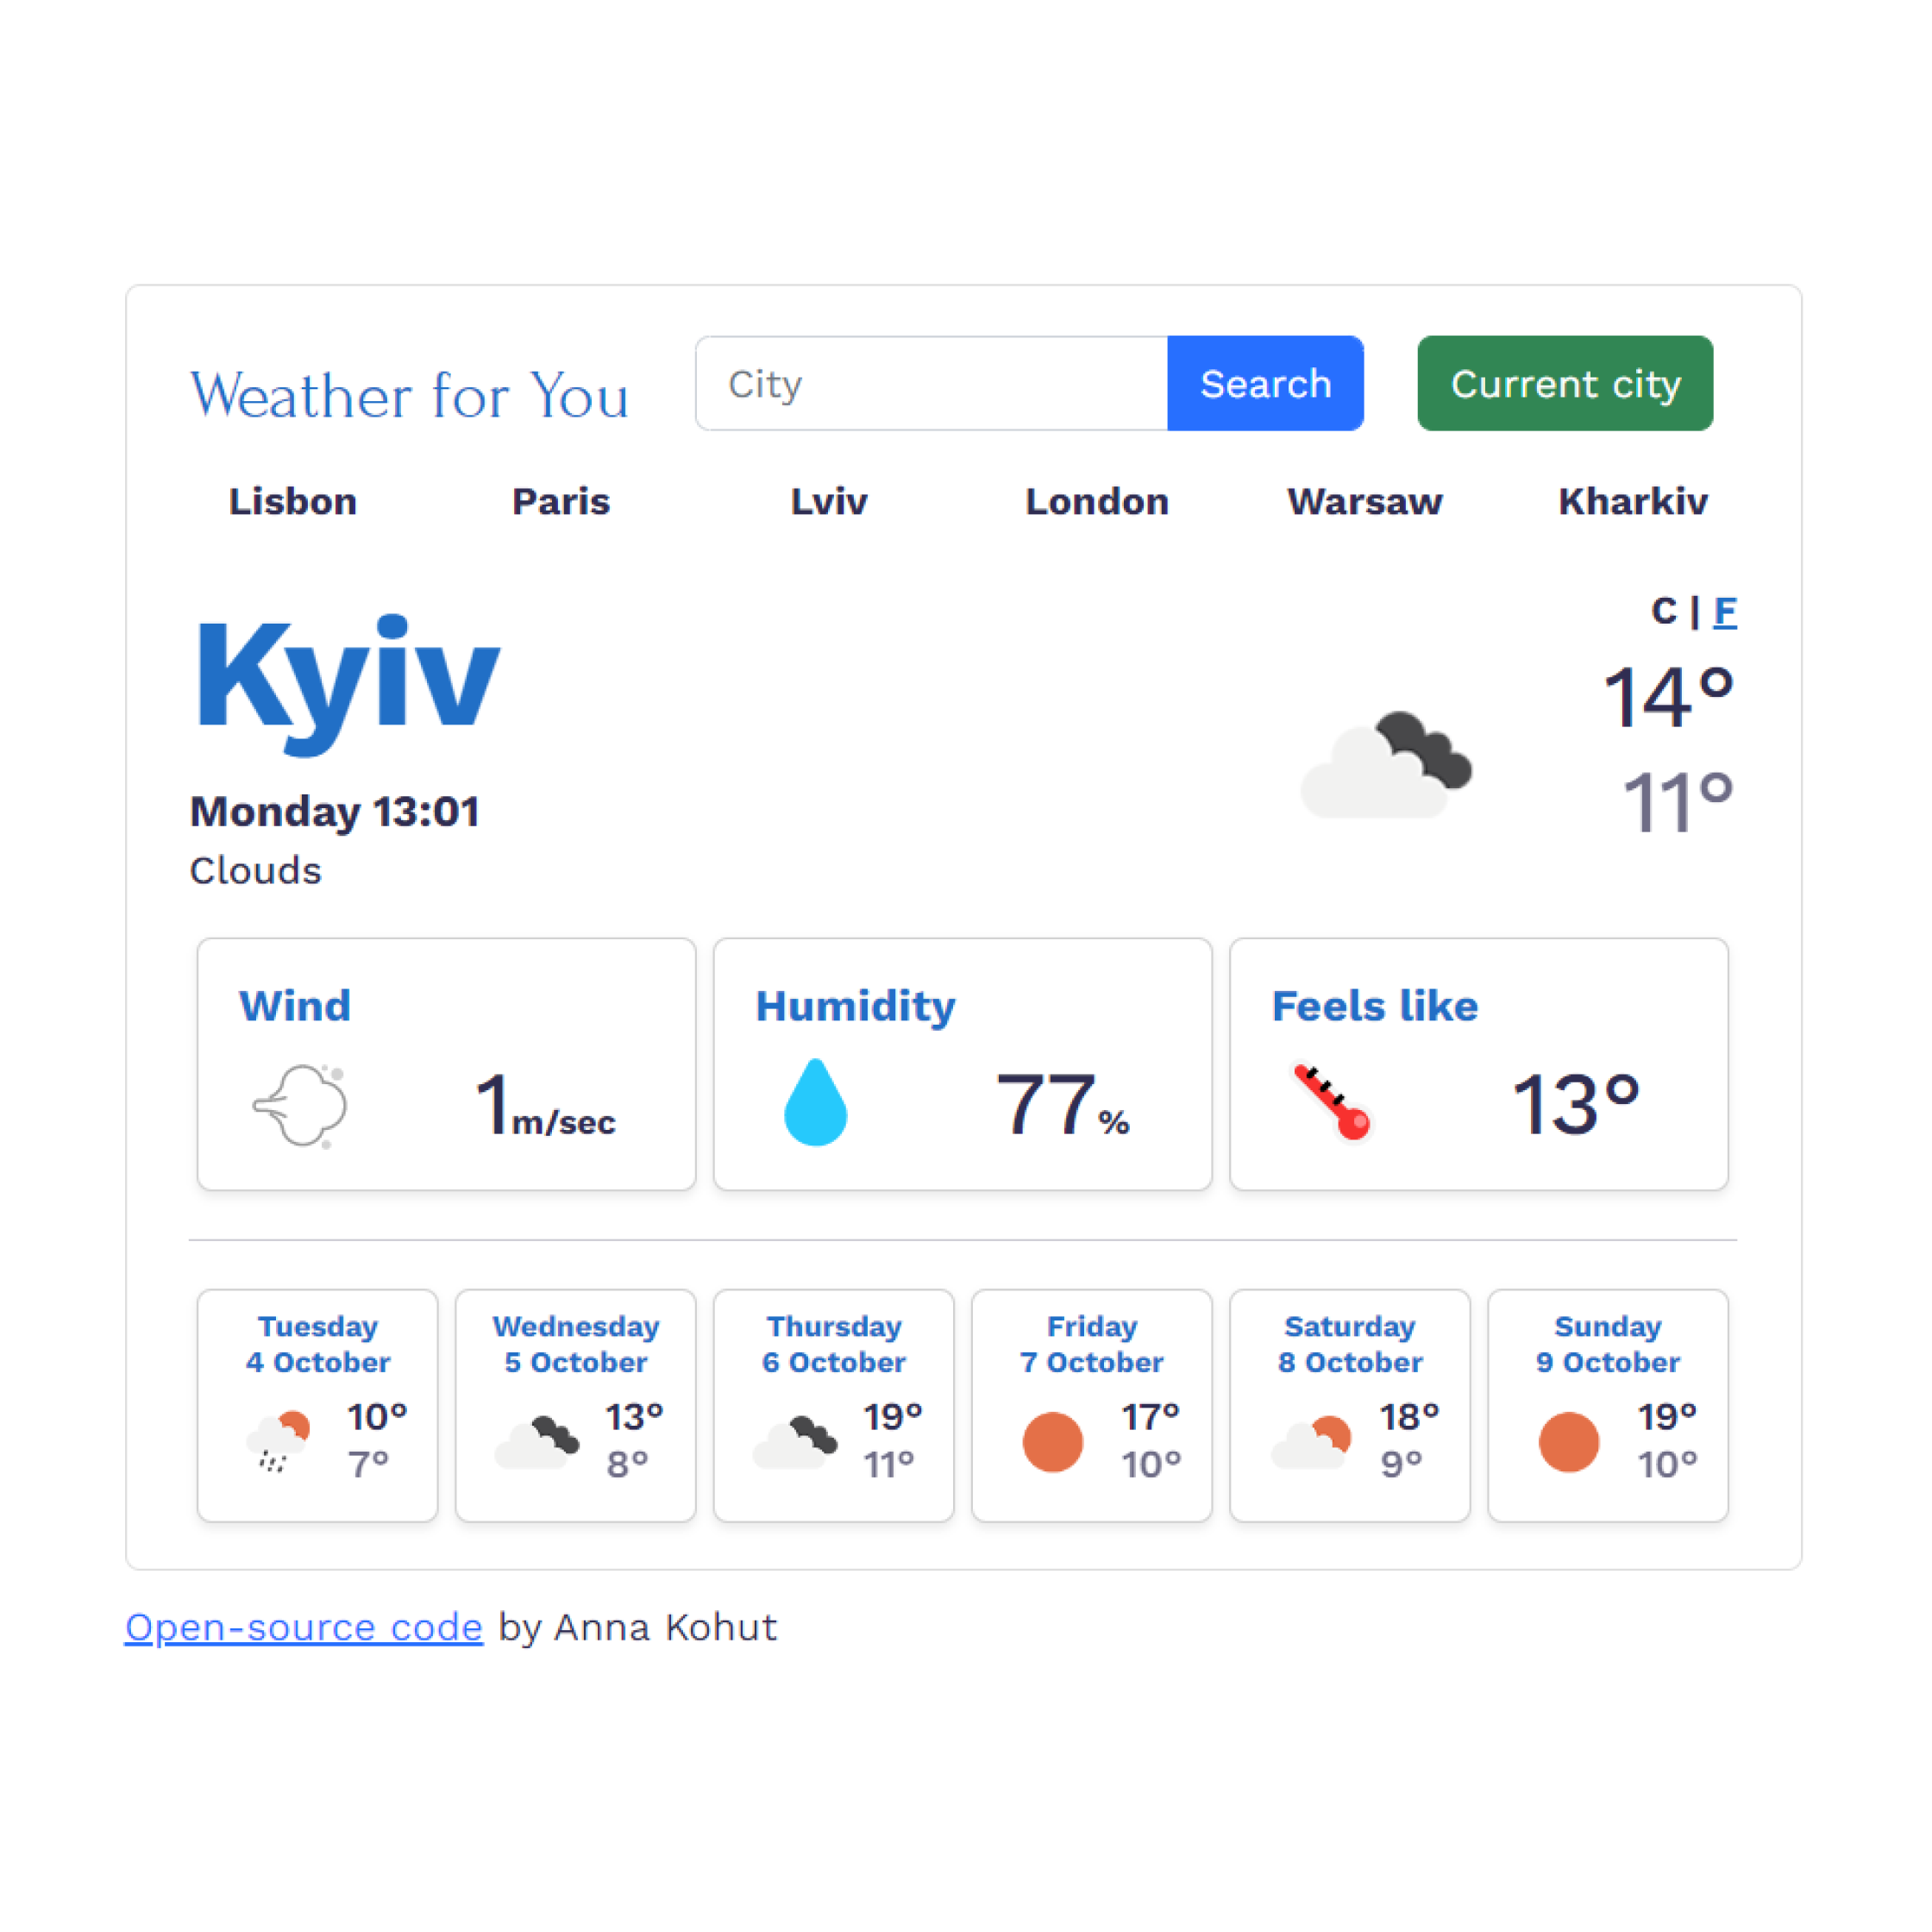 Weather for You
City
Search
Current city
Lisbon Paris Lviv London Warsaw Kharkiv
Kyiv
Monday 13:01
Clouds
C | F
14°
11°
Wind
1m/sec
Humidity
77%
Feels like
13°
Tuesday
4 October
10°
7°
Wednesday
5 October
13°
8°
Thursday
6 October
19°
11°
Friday
7 October
17°
10°
Saturday
8 October
18°
9°
Sunday
9 October
19°
10°
Open-source code by Anna Kohut